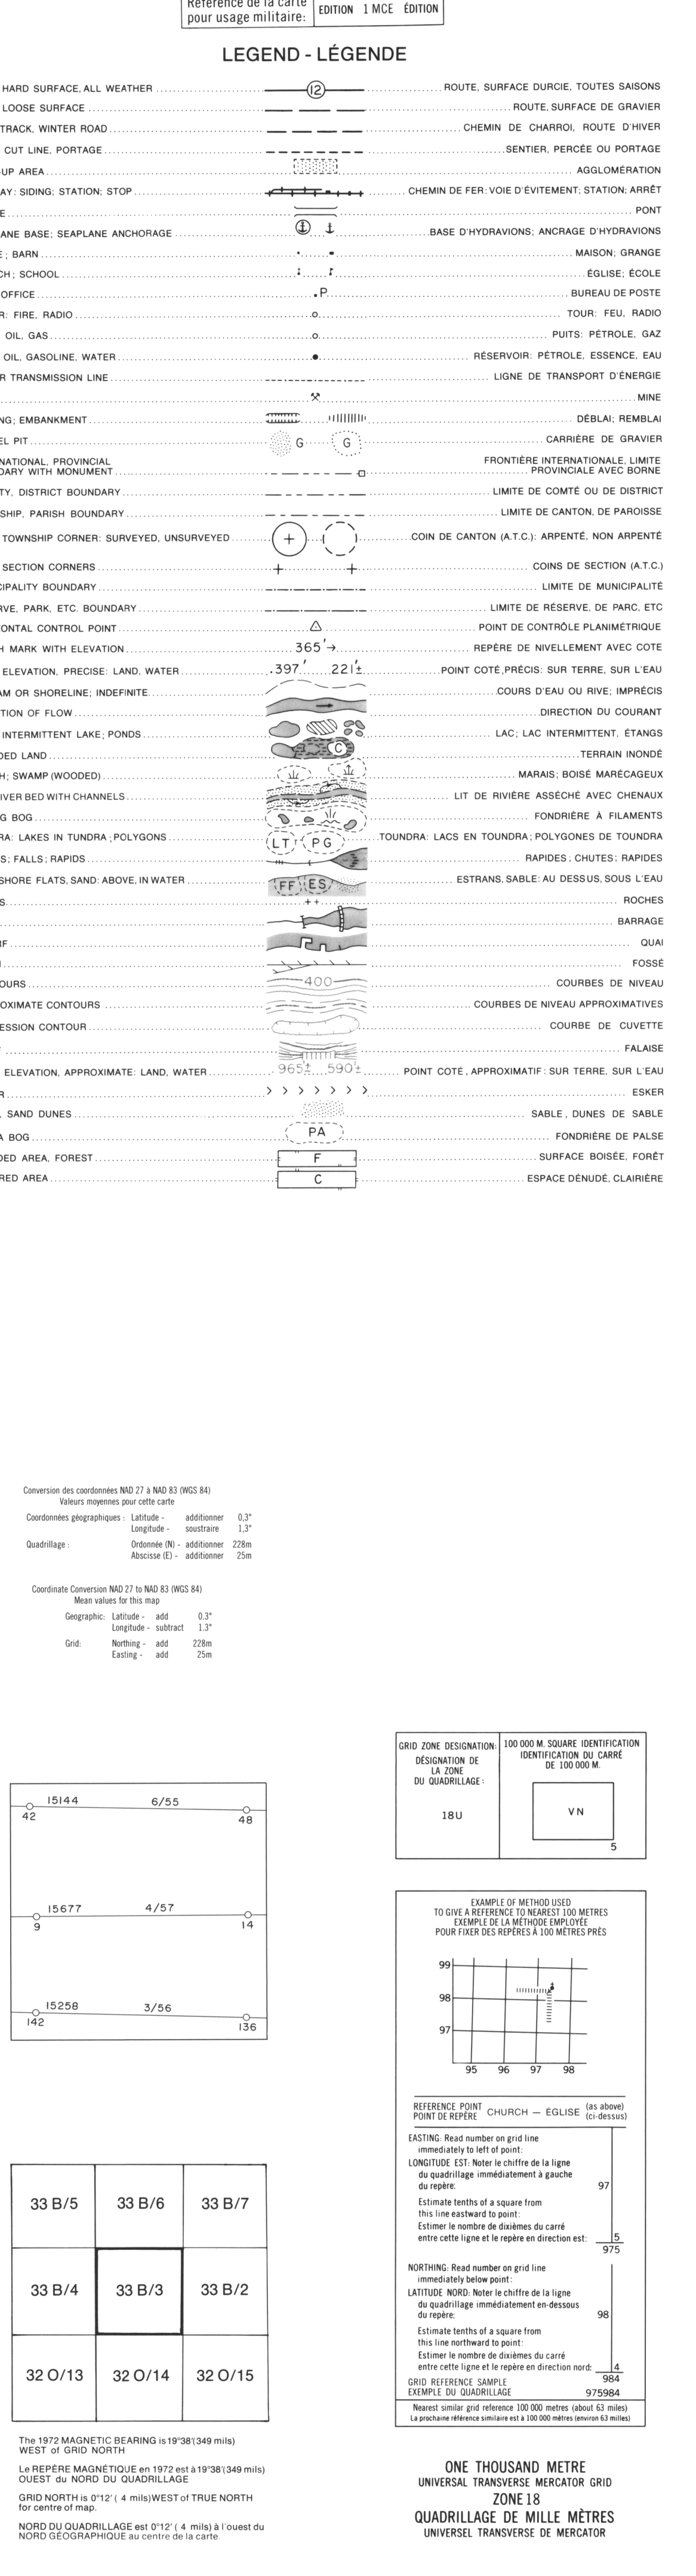 Référence de la carte
pour usage militaire:
EDITION 1 MCE ÉDITION
LEGEND - LÉGENDE
HARD SURFACE, ALL WEATHER 12 ROUTE, SURFACE DURCIE, TOUTES SAISONS
LOOSE SURFACE ROUTE, SURFACE DE GRAVIER
TRACK, WINTER ROAD CHEMIN DE CHARROI, ROUTE D'HIVER
CUT LINE, PORTAGE SENTIER, PERCÉE OU PORTAGE
-UP AREA AGGLOMÉRATION
AY: SIDING; STATION; STOP CHEMIN DE FER: VOIE D'ÉVITEMENT; STATION; ARRÊT
E PONT
ANE BASE; SEAPLANE ANCHORAGE BASE D'HYDRAVIONS; ANCRAGE D'HYDRAVIONS
E; BARN MAISON; GRANGE
CH; SCHOOL ÉGLISE; ÉCOLE
OFFICE P BUREAU DE POSTE
R: FIRE, RADIO TOUR: FEU, RADIO
OIL, GAS PUITS: PÉTROLE, GAZ
OIL, GASOLINE, WATER RÉSERVOIR: PÉTROLE, ESSENCE, EAU
R TRANSMISSION LINE LIGNE DE TRANSPORT D'ÉNERGIE
MINE
NG; EMBANKMENT DÉBLAI; REMBLAI
EL PIT G G CARRIÈRE DE GRAVIER
NATIONAL, PROVINCIAL FRONTIÈRE INTERNATIONALE, LIMITE
DARY WITH MONUMENT PROVINCIALE AVEC BORNE
TY, DISTRICT BOUNDARY LIMITE DE COMTÉ OU DE DISTRICT
SHIP, PARISH BOUNDARY LIMITE DE CANTON, DE PAROISSE
TOWNSHIP CORNER: SURVEYED, UNSURVEYED COIN DE CANTON (A.T.C.): ARPENTÉ, NON ARPENTÉ
SECTION CORNERS COINS DE SECTION (A.T.C.)
CIPALITY BOUNDARY LIMITE DE MUNICIPALITÉ
RVE, PARK, ETC. BOUNDARY LIMITE DE RÉSERVE, DE PARC, ETC
ONTAL CONTROL POINT POINT DE CONTRÔLE PLANIMÉTRIQUE
H MARK WITH ELEVATION 365'→ REPÈRE DE NIVELLEMENT AVEC COTE
ELEVATION, PRECISE: LAND, WATER .397' 221'± POINT COTÉ, PRÉCIS: SUR TERRE, SUR L'EAU
AM OR SHORELINE; INDEFINITE COURS D'EAU OU RIVE; IMPRÉCIS
TION OF FLOW DIRECTION DU COURANT
INTERMITTENT LAKE; PONDS LAC; LAC INTERMITTENT, ÉTANGS
DED LAND C TERRAIN INONDÉ
H; SWAMP (WOODED) MARAIS; BOISÉ MARÉCAGEUX
IVER BED WITH CHANNELS LIT DE RIVIÈRE ASSÉCHÉ AVEC CHENAUX
G BOG FONDRIÈRE À FILAMENTS
RA: LAKES IN TUNDRA; POLYGONS LT PG TOUNDRA: LACS EN TOUNDRA; POLYGONES DE TOUNDRA
S; FALLS; RAPIDS RAPIDES; CHUTES; RAPIDES
SHORE FLATS, SAND: ABOVE, IN WATER FF ES ESTRANS, SABLE: AU DESSUS, SOUS L'EAU
S ROCHES
BARRAGE
RF QUAI
FOSSÉ
OURS 400 COURBES DE NIVEAU
OXIMATE CONTOURS COURBES DE NIVEAU APPROXIMATIVES
ESSION CONTOUR COURBE DE CUVETTE
FALAISE
ELEVATION, APPROXIMATE: LAND, WATER .965'± 590'± POINT COTÉ, APPROXIMATIF: SUR TERRE, SUR L'EAU
R ESKER
, SAND DUNES SABLE, DUNES DE SABLE
A BOG PA FONDRIÈRE DE PALSE
DED AREA, FOREST F SURFACE BOISÉE, FORÊT
RED AREA C ESPACE DÉNUDÉ, CLAIRIÈRE
Conversion des coordonnées NAD 27 à NAD 83 (WGS 84)
Valeurs moyennes pour cette carte
Coordonnées géographiques : Latitude - additionner 0,3"
Longitude - soustraire 1,3"
Quadrillage : Ordonnée (N) - additionner 228m
Abscisse (E) - additionner 25m
Coordinate Conversion NAD 27 to NAD 83 (WGS 84)
Mean values for this map
Geographic: Latitude - add 0.3"
Longitude - subtract 1.3"
Grid: Northing - add 228m
Easting - add 25m
15144 6/55
42 48
15677 4/57
9 14
15258 3/56
142 136
33 B/5 33 B/6 33 B/7
33 B/4 33 B/3 33 B/2
32 O/13 32 O/14 32 O/15
The 1972 MAGNETIC BEARING is 19°38'(349 mils)
WEST of GRID NORTH
Le REPÈRE MAGNÉTIQUE en 1972 est à 19°38'(349 mils)
OUEST du NORD DU QUADRILLAGE
GRID NORTH is 0°12' ( 4 mils) WEST of TRUE NORTH
for centre of map.
NORD DU QUADRILLAGE est 0°12' ( 4 mils) à l'ouest du
NORD GÉOGRAPHIQUE au centre de la carte.
GRID ZONE DESIGNATION:
DÉSIGNATION DE
LA ZONE
DU QUADRILLAGE :
18U
100 000 M. SQUARE IDENTIFICATION
IDENTIFICATION DU CARRÉ
DE 100 000 M.
VN
5
EXAMPLE OF METHOD USED
TO GIVE A REFERENCE TO NEAREST 100 METRES
EXEMPLE DE LA MÉTHODE EMPLOYÉE
POUR FIXER DES REPÈRES À 100 MÈTRES PRÈS
99
98
97
95 96 97 98
REFERENCE POINT
POINT DE REPÈRE
CHURCH — ÉGLISE
(as above)
(ci-dessus)
EASTING: Read number on grid line
immediately to left of point:
LONGITUDE EST: Noter le chiffre de la ligne
du quadrillage immédiatement à gauche
du repère: 97
Estimate tenths of a square from
this line eastward to point:
Estimer le nombre de dixièmes du carré
entre cette ligne et le repère en direction est: 5
975
NORTHING: Read number on grid line
immediately below point:
LATITUDE NORD: Noter le chiffre de la ligne
du quadrillage immédiatement en-dessous
du repère: 98
Estimate tenths of a square from
this line northward to point:
Estimer le nombre de dixièmes du carré
entre cette ligne et le repère en direction nord: 4
984
GRID REFERENCE SAMPLE
EXEMPLE DU QUADRILLAGE 975984
Nearest similar grid reference 100 000 metres (about 63 miles)
La prochaine référence similaire est à 100 000 mètres (environ 63 milles)
ONE THOUSAND METRE
UNIVERSAL TRANSVERSE MERCATOR GRID
ZONE 18
QUADRILLAGE DE MILLE MÈTRES
UNIVERSEL TRANSVERSE DE MERCATOR